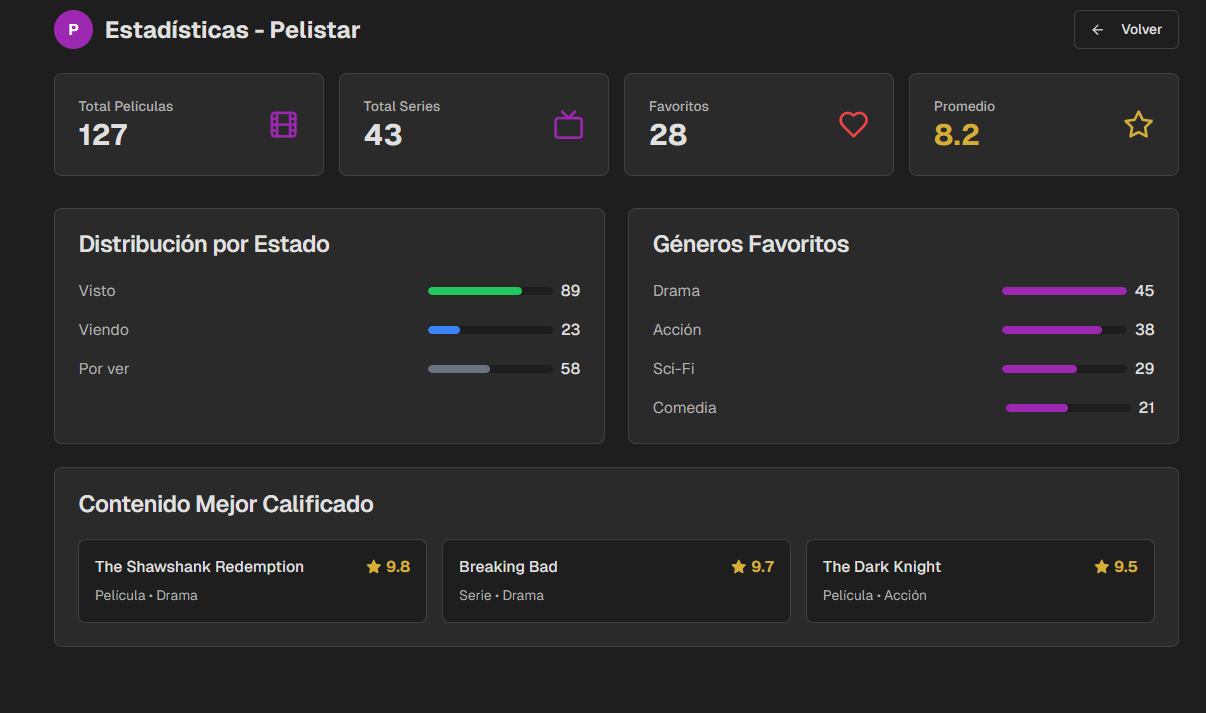 P Estadísticas - Pelistar
← Volver
Total Películas
127
Total Series
43
Favoritos
28
Promedio
8.2
Distribución por Estado
Visto 89
Viendo 23
Por ver 58
Géneros Favoritos
Drama 45
Acción 38
Sci-Fi 29
Comedia 21
Contenido Mejor Calificado
The Shawshank Redemption ★ 9.8
Película • Drama
Breaking Bad ★ 9.7
Serie • Drama
The Dark Knight ★ 9.5
Película • Acción